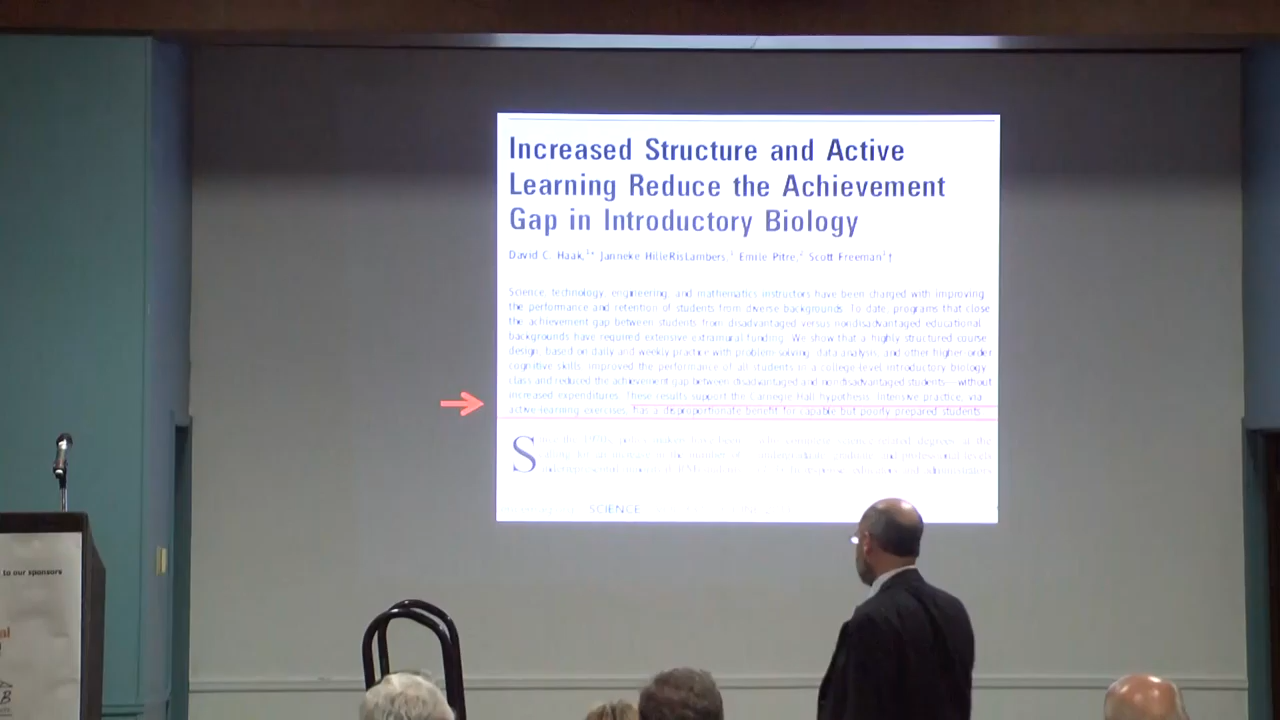 Increased Structure and Active
Learning Reduce the Achievement
Gap in Introductory Biology
David C. Haak,¹* Janneke HilleRisLambers,¹ Emile Pitre,² Scott Freeman¹†
Science, technology, engineering, and mathematics instructors have been charged with improving
the performance and retention of students from diverse backgrounds. To date, programs that close
the achievement gap between students from disadvantaged versus nondisadvantaged educational
backgrounds have required extensive extramural funding. We show that a highly structured course
design, based on daily and weekly practice with problem-solving, data analysis, and other higher-order
cognitive skills, improved the performance of all students in a college-level introductory biology
class and reduced the achievement gap between disadvantaged and nondisadvantaged students—without
increased expenditures. These results support the Carnegie Hall hypothesis: Intensive practice, via
active-learning exercises, has a disproportionate benefit for capable but poorly prepared students.
SCIENCE
to our sponsors
al
B